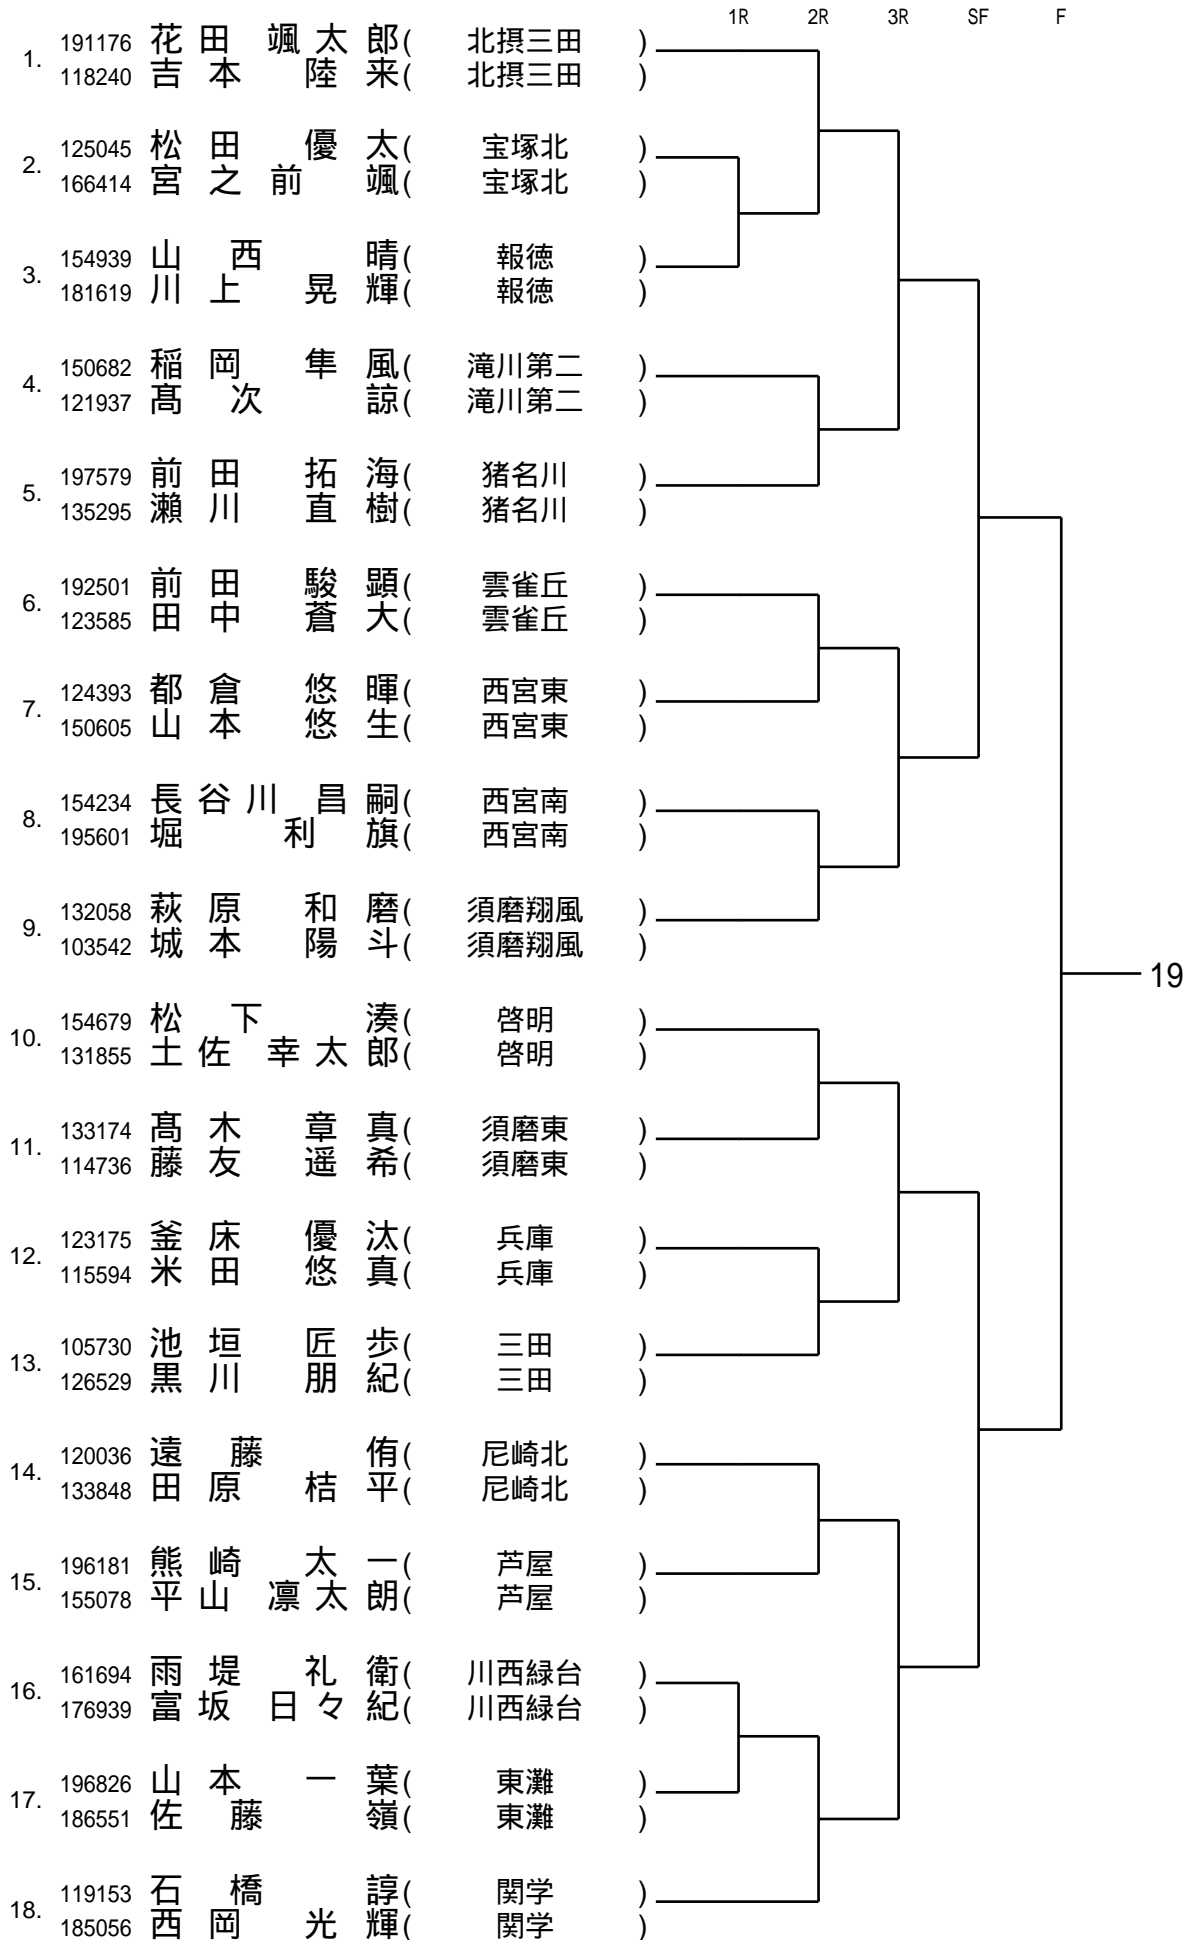 1R 2R 3R SF F
1. 191176 花田 颯太郎( 北摂三田 )
118240 吉本 陸来( 北摂三田 )
2. 125045 松田 優太( 宝塚北 )
166414 宮之前 颯( 宝塚北 )
3. 154939 山西 晴( 報徳 )
181619 川上 晃輝( 報徳 )
4. 150682 稲岡 隼風( 滝川第二 )
121937 髙次 諒( 滝川第二 )
5. 197579 前田 拓海( 猪名川 )
135295 瀬川 直樹( 猪名川 )
6. 192501 前田 駿顕( 雲雀丘 )
123585 田中 蒼大( 雲雀丘 )
7. 124393 都倉 悠暉( 西宮東 )
150605 山本 悠生( 西宮東 )
8. 154234 長谷川 昌嗣( 西宮南 )
195601 堀 利旗( 西宮南 )
9. 132058 萩原 和磨( 須磨翔風 )
103542 城本 陽斗( 須磨翔風 )
19
10. 154679 松下 湊( 啓明 )
131855 土佐 幸太郎( 啓明 )
11. 133174 髙木 章真( 須磨東 )
114736 藤友 遥希( 須磨東 )
12. 123175 釜床 優汰( 兵庫 )
115594 米田 悠真( 兵庫 )
13. 105730 池垣 匠歩( 三田 )
126529 黒川 朋紀( 三田 )
14. 120036 遠藤 侑( 尼崎北 )
133848 田原 桔平( 尼崎北 )
15. 196181 熊崎 太一( 芦屋 )
155078 平山 凛太朗( 芦屋 )
16. 161694 雨堤 礼衛( 川西緑台 )
176939 富坂 日々紀( 川西緑台 )
17. 196826 山本 一葉( 東灘 )
186551 佐藤 嶺( 東灘 )
18. 119153 石橋 諄( 関学 )
185056 西岡 光輝( 関学 )